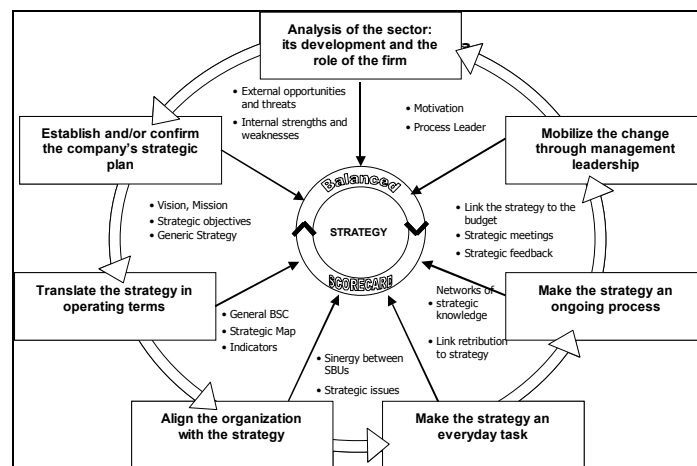 Analysis of the sector:
its development and the
role of the firm
• External opportunities
and threats
• Internal strengths and
weaknesses
• Motivation
• Process Leader
Establish and/or confirm
the company's strategic
plan
Mobilize the change
through management
leadership
Balanced
STRATEGY
SCORECARE
• Vision, Mission
• Strategic objectives
• Generic Strategy
• Link the strategy to the
budget
• Strategic meetings
• Strategic feedback
Translate the strategy in
operating terms
Make the strategy an
ongoing process
• General BSC
• Strategic Map
• Indicators
Networks of
• strategic
knowledge
• Link retribution
to strategy
• Sinergy between
SBUs
• Strategic issues
Align the organization
with the strategy
Make the strategy an
everyday task